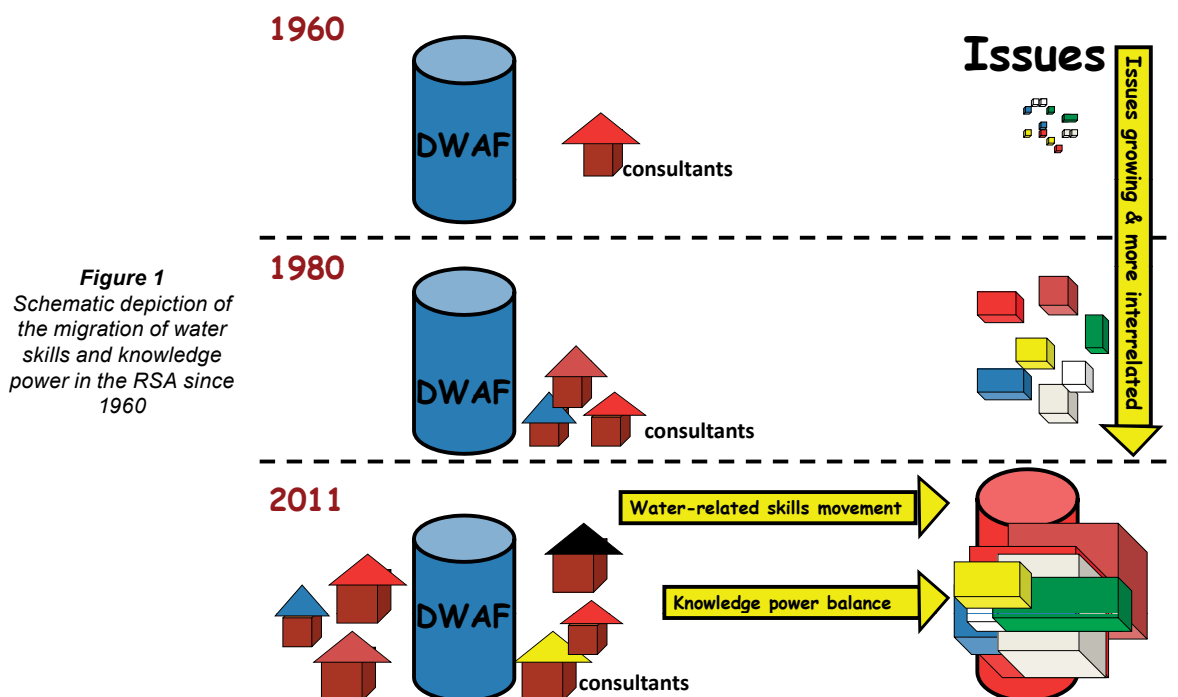 1960
Issues
DWAF
consultants
Issues growing & more interrelated
1980
DWAF
consultants
Figure 1
Schematic depiction of
the migration of water
skills and knowledge
power in the RSA since
1960
2011
Water-related skills movement
Knowledge power balance
DWAF
consultants